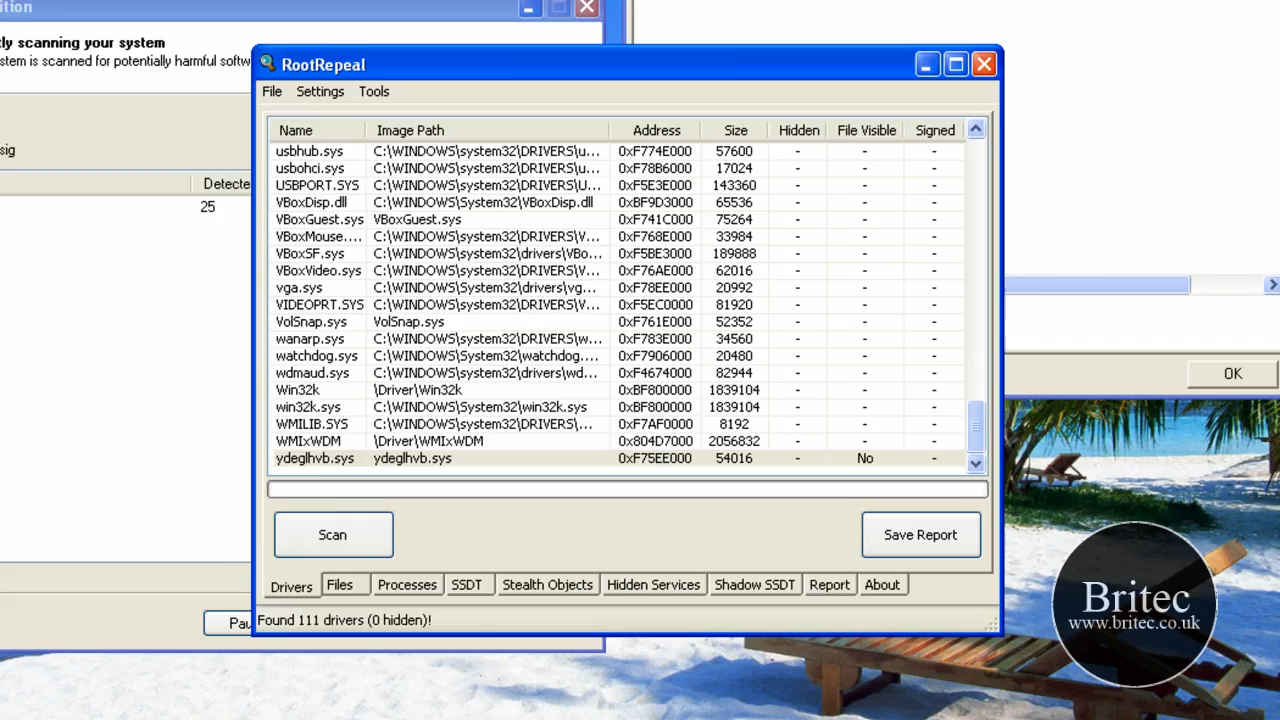 ition
tly scanning your system
stem is scanned for potentially harmful softw
sig
Detecte
25
Pau
RootRepeal
File Settings Tools
Name Image Path Address Size Hidden File Visible Signed
usbhub.sys C:\WINDOWS\system32\DRIVERS\u... 0xF774E000 57600 - - -
usbohci.sys C:\WINDOWS\system32\DRIVERS\u... 0xF78B6000 17024 - - -
USBPORT.SYS C:\WINDOWS\system32\DRIVERS\U... 0xF5E3E000 143360 - - -
VBoxDisp.dll C:\WINDOWS\System32\VBoxDisp.dll 0xBF9D3000 65536 - - -
VBoxGuest.sys VBoxGuest.sys 0xF741C000 75264 - - -
VBoxMouse.... C:\WINDOWS\system32\DRIVERS\V... 0xF768E000 33984 - - -
VBoxSF.sys C:\WINDOWS\system32\drivers\VBo... 0xF5BE3000 189888 - - -
VBoxVideo.sys C:\WINDOWS\system32\DRIVERS\V... 0xF76AE000 62016 - - -
vga.sys C:\WINDOWS\System32\drivers\vg... 0xF78EE000 20992 - - -
VIDEOPRT.SYS C:\WINDOWS\system32\DRIVERS\V... 0xF5EC0000 81920 - - -
VolSnap.sys VolSnap.sys 0xF761E000 52352 - - -
wanarp.sys C:\WINDOWS\System32\DRIVERS\w... 0xF783E000 34560 - - -
watchdog.sys C:\WINDOWS\System32\watchdog.... 0xF7906000 20480 - - -
wdmaud.sys C:\WINDOWS\system32\drivers\wd... 0xF4674000 82944 - - -
Win32k \Driver\Win32k 0xBF800000 1839104 - - -
win32k.sys C:\WINDOWS\System32\win32k.sys 0xBF800000 1839104 - - -
WMILIB.SYS C:\WINDOWS\system32\DRIVERS\... 0xF7AF0000 8192 - - -
WMIxWDM \Driver\WMIxWDM 0x804D7000 2056832 - - -
ydeglhvb.sys ydeglhvb.sys 0xF75EE000 54016 - No -
Scan Save Report
Drivers Files Processes SSDT Stealth Objects Hidden Services Shadow SSDT Report About
Found 111 drivers (0 hidden)!
OK
Britec
www.britec.co.uk